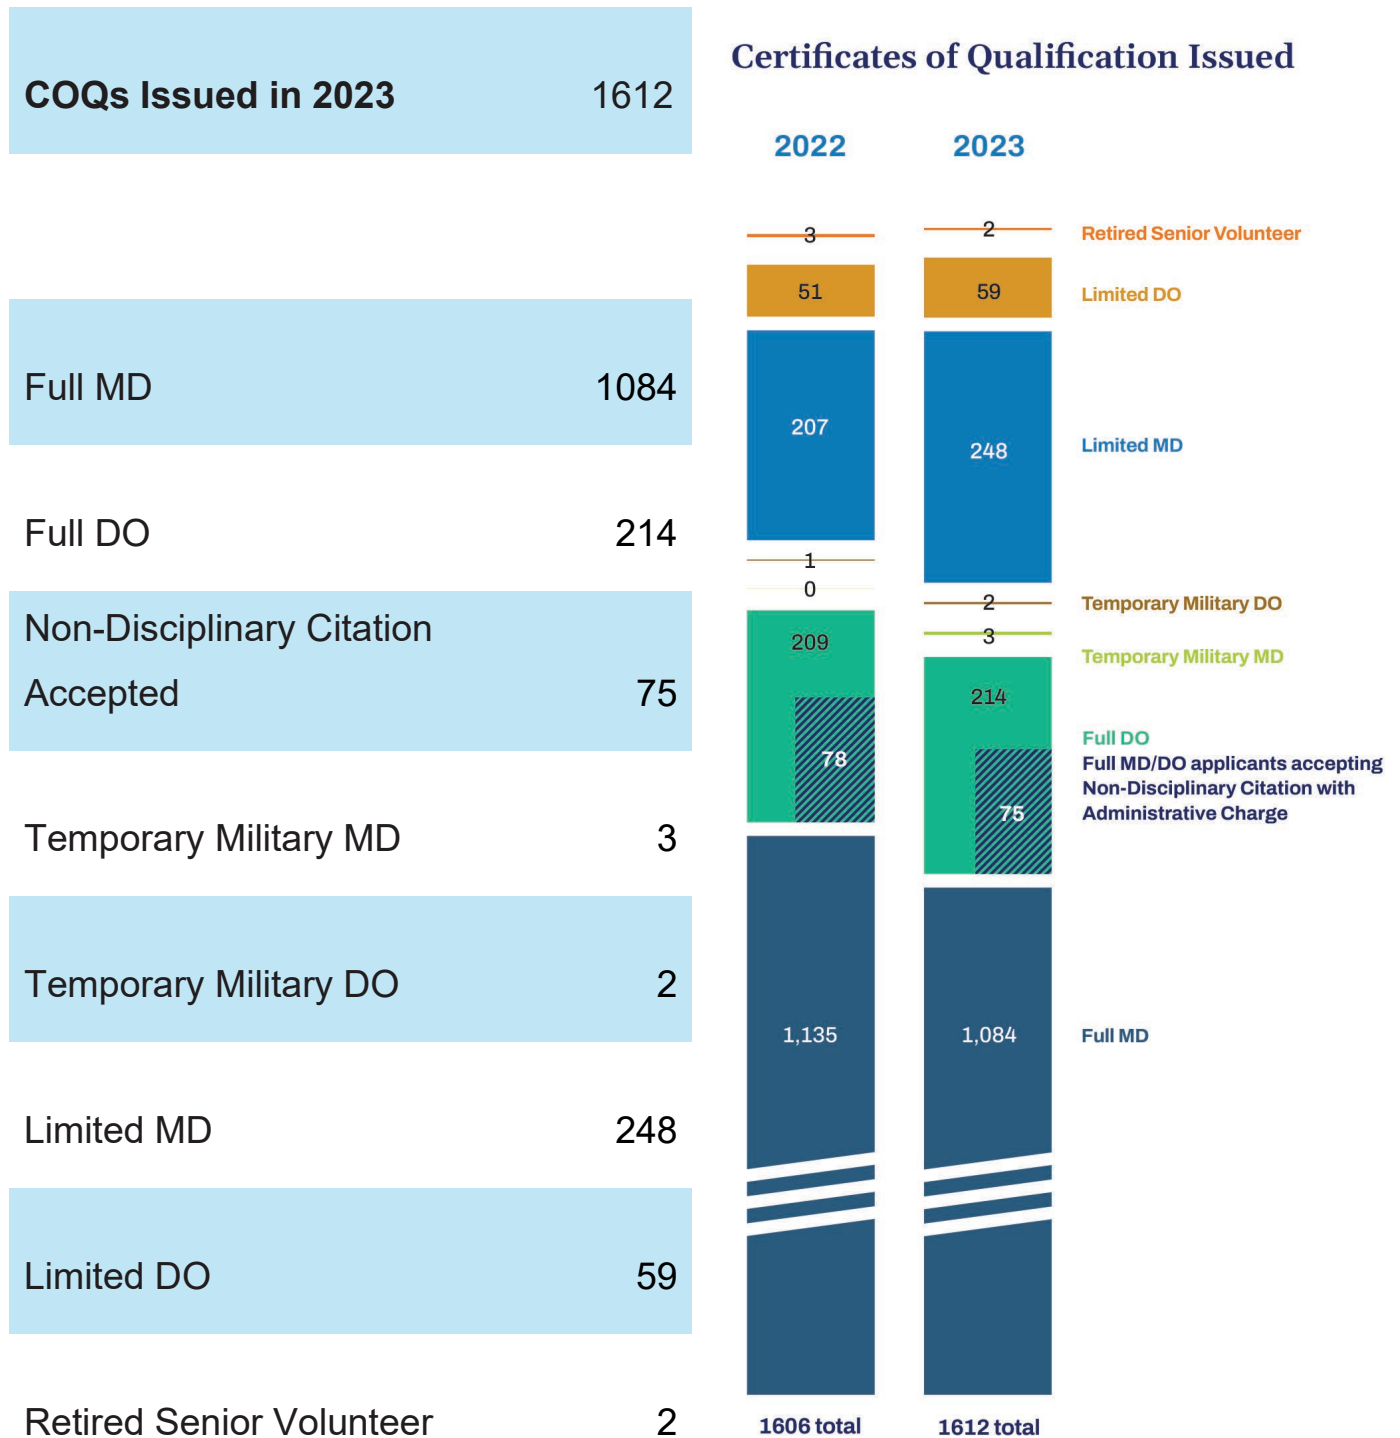 COQs Issued in 2023 1612
Full MD 1084
Full DO 214
Non-Disciplinary Citation
Accepted 75
Temporary Military MD 3
Temporary Military DO 2
Limited MD 248
Limited DO 59
Retired Senior Volunteer 2
Certificates of Qualification Issued
2022 2023
3 2 Retired Senior Volunteer
51 59 Limited DO
207 248 Limited MD
1 2 Temporary Military DO
0 3 Temporary Military MD
209 214 Full DO
78 75 Full MD/DO applicants accepting
Non-Disciplinary Citation with
Administrative Charge
1,135 1,084 Full MD
1606 total 1612 total